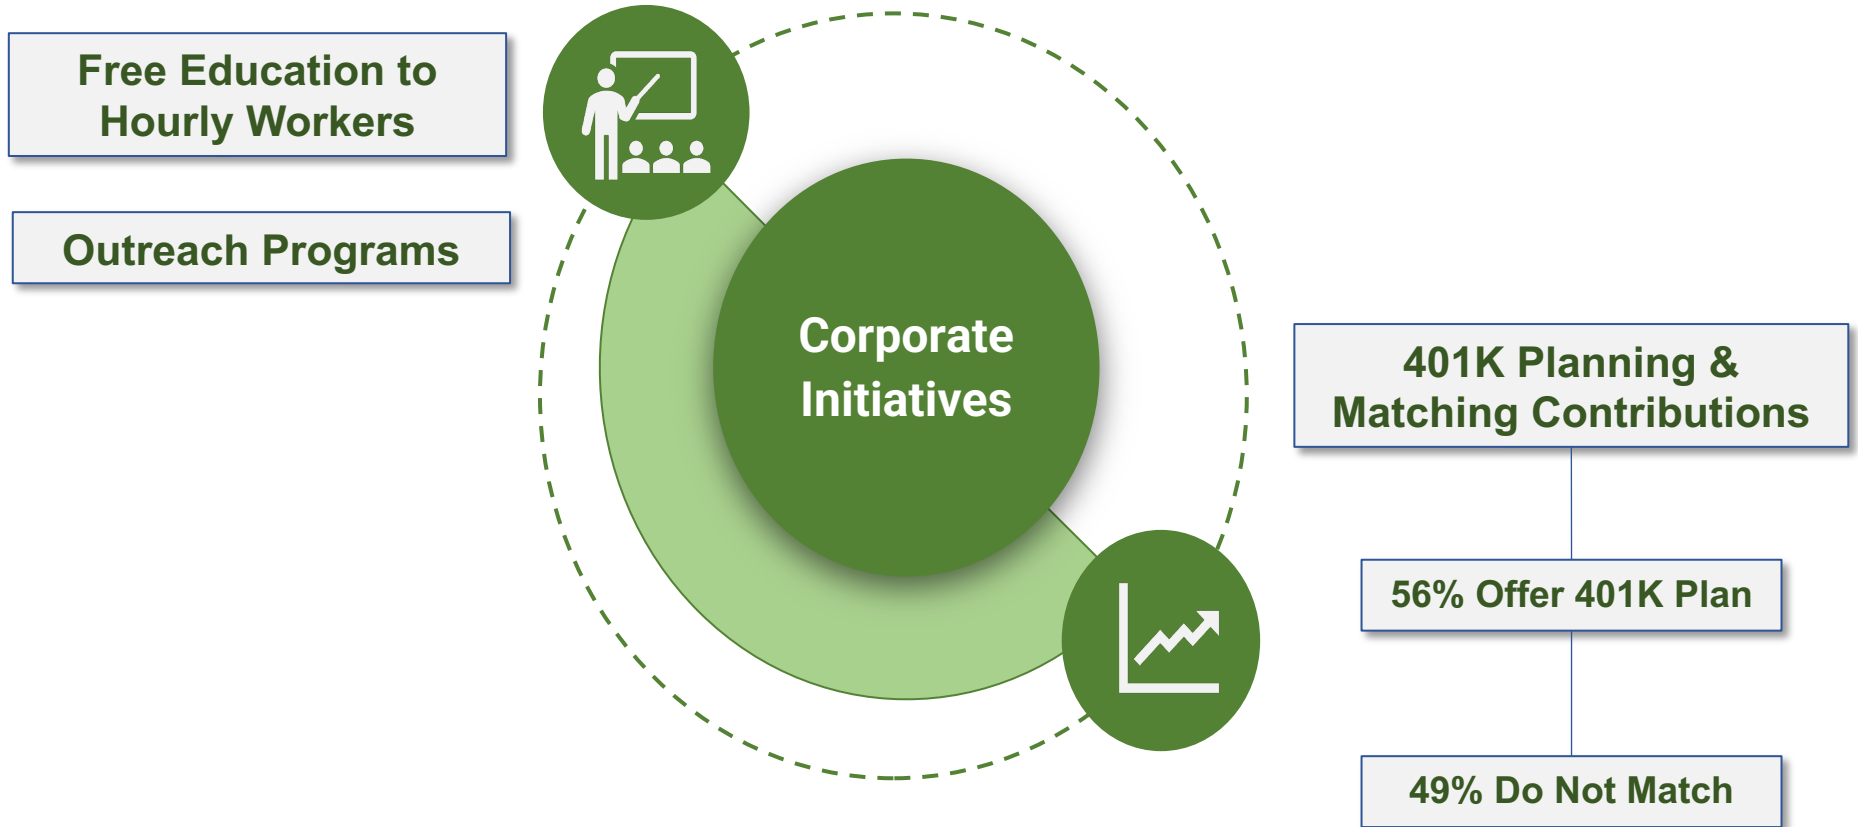 Free Education to
Hourly Workers
Outreach Programs
Corporate
Initiatives
401K Planning &
Matching Contributions
56% Offer 401K Plan
49% Do Not Match